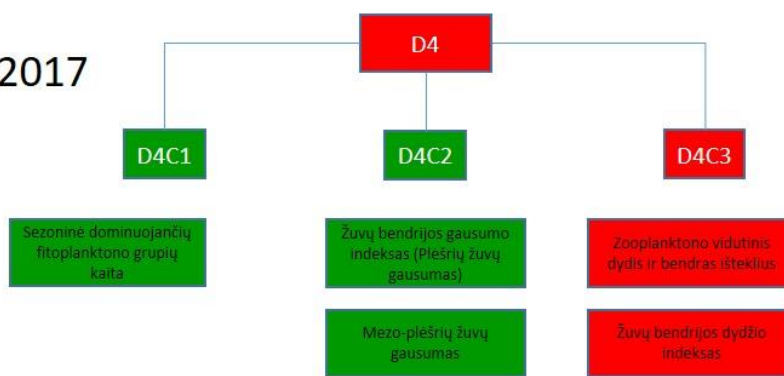 2017
D4
D4C1
D4C2
D4C3
Sezoninė dominuojančių
fitoplanktono grupių
kaita
Žuvų bendrijos gausumo
indeksas (Plėšrių žuvų
gausumas)
Zooplanktono vidutinis
dydis ir bendras išteklius
Mezo-plėšrių žuvų
gausumas
Žuvų bendrijos dydžio
indeksas